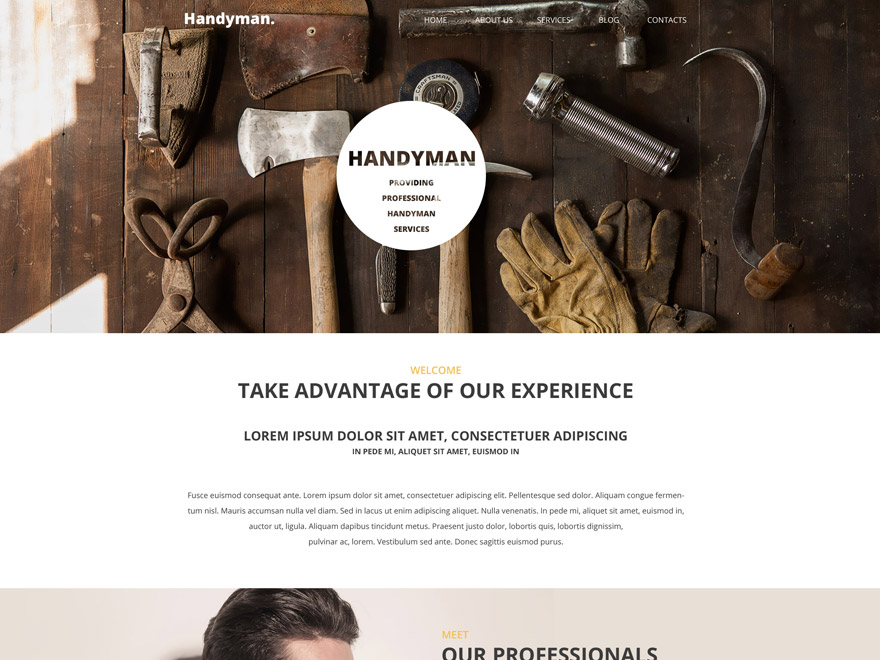 Handyman.
HOME ABOUT US SERVICES BLOG CONTACTS
CRAFTSMAN
HANDYMAN
PROVIDING
PROFESSIONAL
HANDYMAN
SERVICES
WELCOME
TAKE ADVANTAGE OF OUR EXPERIENCE
LOREM IPSUM DOLOR SIT AMET, CONSECTETUER ADIPISCING
IN PEDE MI, ALIQUET SIT AMET, EUISMOD IN
Fusce euismod consequat ante. Lorem ipsum dolor sit amet, consectetuer adipiscing elit. Pellentesque sed dolor. Aliquam congue fermen-
tum nisl. Mauris accumsan nulla vel diam. Sed in lacus ut enim adipiscing aliquet. Nulla venenatis. In pede mi, aliquet sit amet, euismod in,
auctor ut, ligula. Aliquam dapibus tincidunt metus. Praesent justo dolor, lobortis quis, lobortis dignissim,
pulvinar ac, lorem. Vestibulum sed ante. Donec sagittis euismod purus.
MEET
OUR PROFESSIONALS